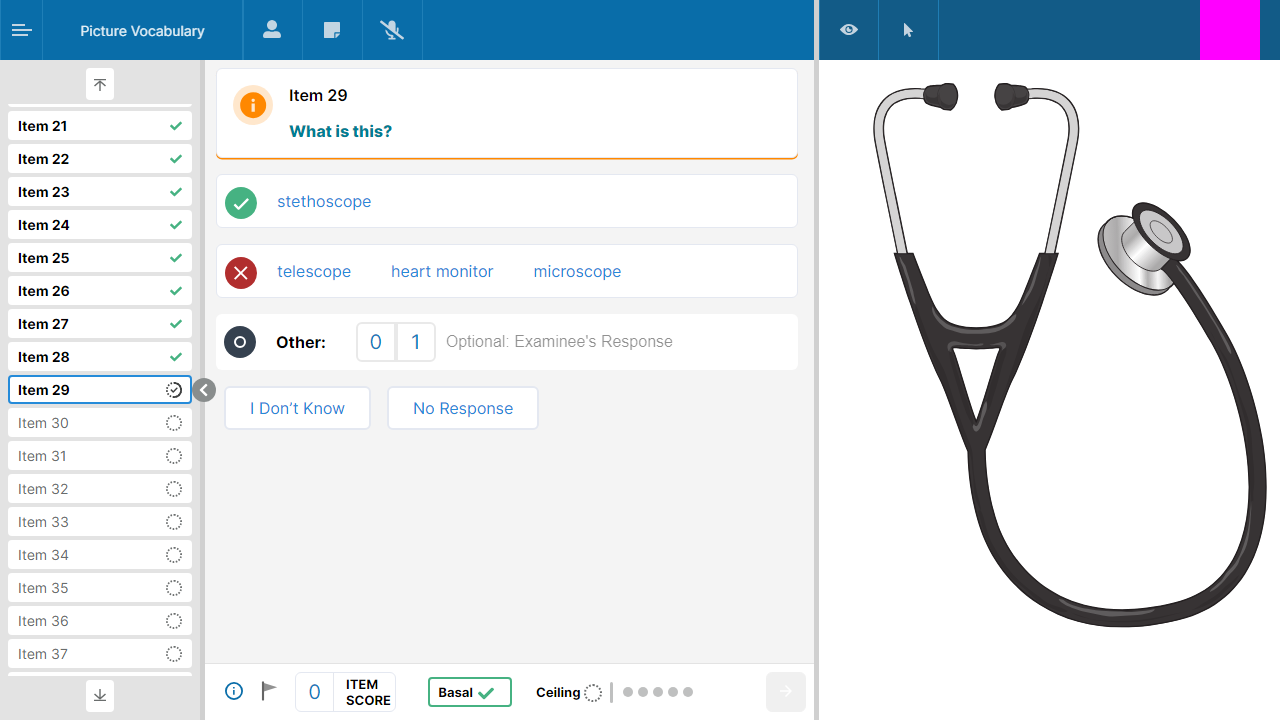 Picture Vocabulary
Item 21
Item 22
Item 23
Item 24
Item 25
Item 26
Item 27
Item 28
Item 29
Item 30
Item 31
Item 32
Item 33
Item 34
Item 35
Item 36
Item 37
Item 29
What is this?
stethoscope
telescope heart monitor microscope
Other: 0 1 Optional: Examinee's Response
I Don’t Know No Response
0 ITEM SCORE Basal Ceiling